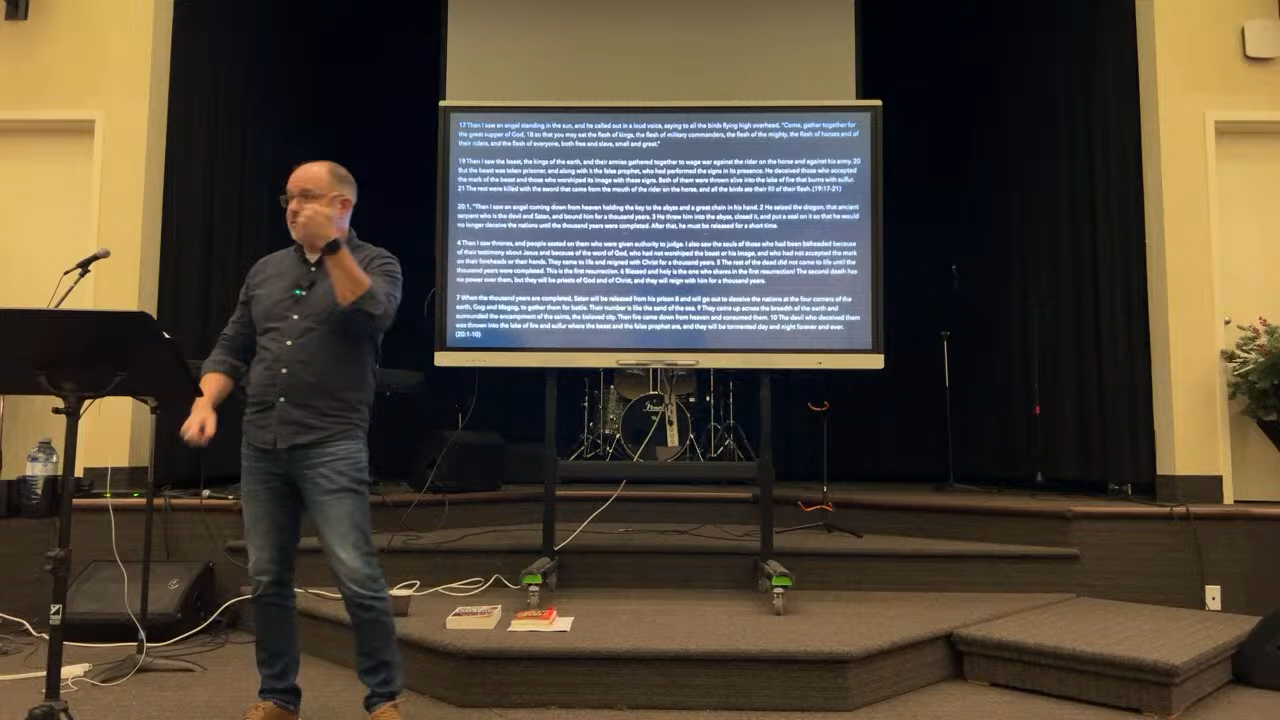 17 Then I saw an angel standing in the sun, and he called out in a loud voice, saying to all the birds flying high overhead, "Come, gather together for
the great supper of God, 18 so that you may eat the flesh of kings, the flesh of military commanders, the flesh of the mighty, the flesh of horses and of
their riders, and the flesh of everyone, both free and slave, small and great."
19 Then I saw the beast, the kings of the earth, and their armies gathered together to wage war against the rider on the horse and against his army. 20
But the beast was taken prisoner, and along with it the false prophet, who had performed the signs in its presence. He deceived those who accepted
the mark of the beast and those who worshiped its image with these signs. Both of them were thrown alive into the lake of fire that burns with sulfur.
21 The rest were killed with the sword that came from the mouth of the rider on the horse, and all the birds ate their fill of their flesh. (19:17-21)
20:1, "Then I saw an angel coming down from heaven holding the key to the abyss and a great chain in his hand. 2 He seized the dragon, that ancient
serpent who is the devil and Satan, and bound him for a thousand years. 3 He threw him into the abyss, closed it, and put a seal on it so that he would
no longer deceive the nations until the thousand years were completed. After that, he must be released for a short time.
4 Then I saw thrones, and people seated on them who were given authority to judge. I also saw the souls of those who had been beheaded because
of their testimony about Jesus and because of the word of God, who had not worshiped the beast or his image, and who had not accepted the mark
on their foreheads or their hands. They came to life and reigned with Christ for a thousand years. 5 The rest of the dead did not come to life until the
thousand years were completed. This is the first resurrection. 6 Blessed and holy is the one who shares in the first resurrection! The second death has
no power over them, but they will be priests of God and of Christ, and they will reign with him for a thousand years.
7 When the thousand years are completed, Satan will be released from his prison 8 and will go out to deceive the nations at the four corners of the
earth, Gog and Magog, to gather them for battle. Their number is like the sand of the sea. 9 They came up across the breadth of the earth and
surrounded the encampment of the saints, the beloved city. Then fire came down from heaven and consumed them. 10 The devil who deceived them
was thrown into the lake of fire and sulfur where the beast and the false prophet are, and they will be tormented day and night forever and ever.
(20:1-10)